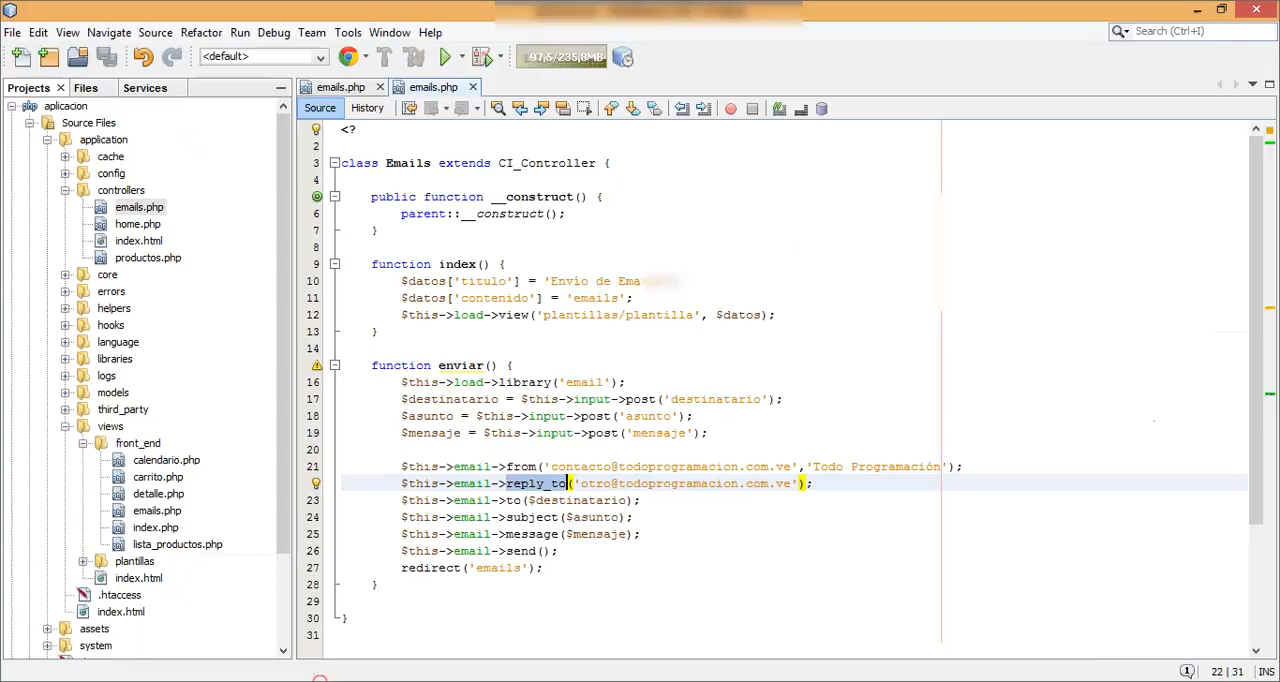 File Edit View Navigate Source Refactor Run Debug Team Tools Window Help
Search (Ctrl+I)
<default>
97,5/235,8MB
Projects Files Services
emails.php emails.php
Source History
aplicacion
Source Files
application
cache
config
controllers
emails.php
home.php
index.html
productos.php
core
errors
helpers
hooks
language
libraries
logs
models
third_party
views
front_end
calendario.php
carrito.php
detalle.php
emails.php
index.php
lista_productos.php
plantillas
index.html
.htaccess
index.html
assets
system
<?
2
3 class Emails extends CI_Controller {
4
public function __construct() {
6 parent::__construct();
7 }
8
9 function index() {
10 $datos['titulo'] = 'Envío de Ema
11 $datos['contenido'] = 'emails';
12 $this->load->view('plantillas/plantilla', $datos);
13 }
14
function enviar() {
16 $this->load->library('email');
17 $destinatario = $this->input->post('destinatario');
18 $asunto = $this->input->post('asunto');
19 $mensaje = $this->input->post('mensaje');
20
21 $this->email->from('contacto@todoprogramacion.com.ve','Todo Programación');
$this->email->reply_to('otro@todoprogramacion.com.ve');
23 $this->email->to($destinatario);
24 $this->email->subject($asunto);
25 $this->email->message($mensaje);
26 $this->email->send();
27 redirect('emails');
28 }
29
30 }
31
1 22 | 31 INS